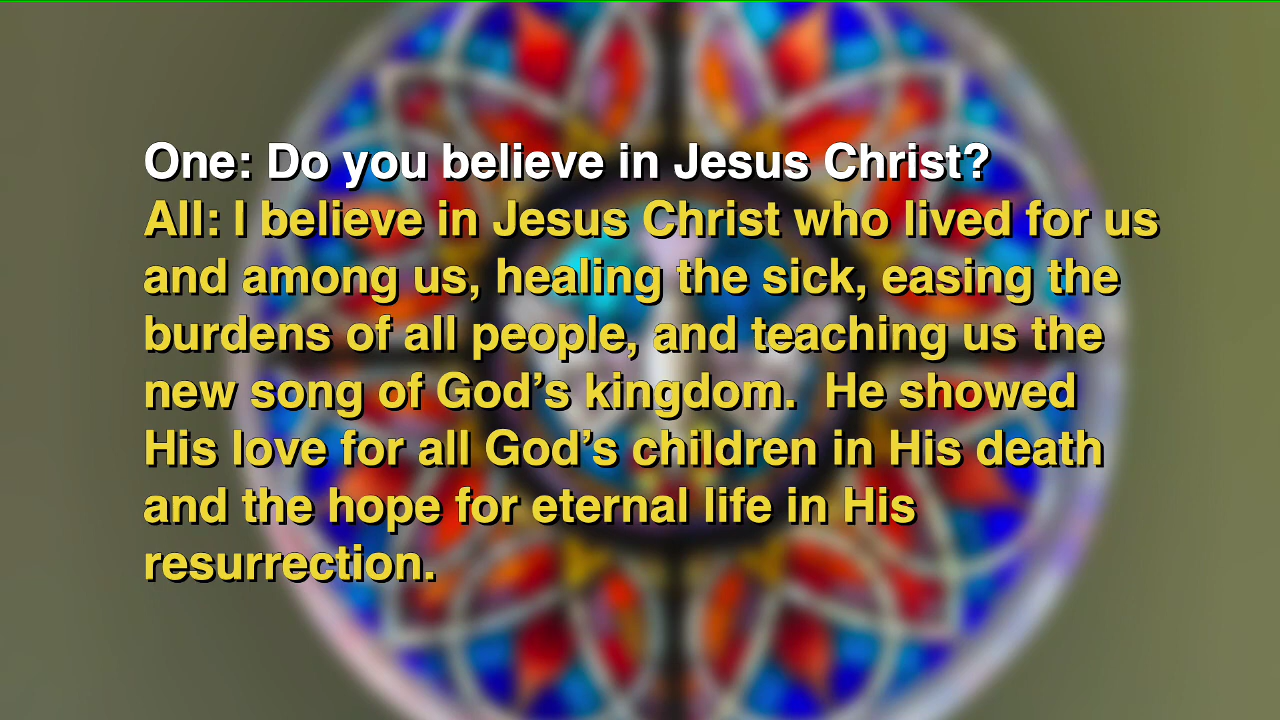 One: Do you believe in Jesus Christ?
All: I believe in Jesus Christ who lived for us
and among us, healing the sick, easing the
burdens of all people, and teaching us the
new song of God’s kingdom.  He showed
His love for all God’s children in His death
and the hope for eternal life in His
resurrection.